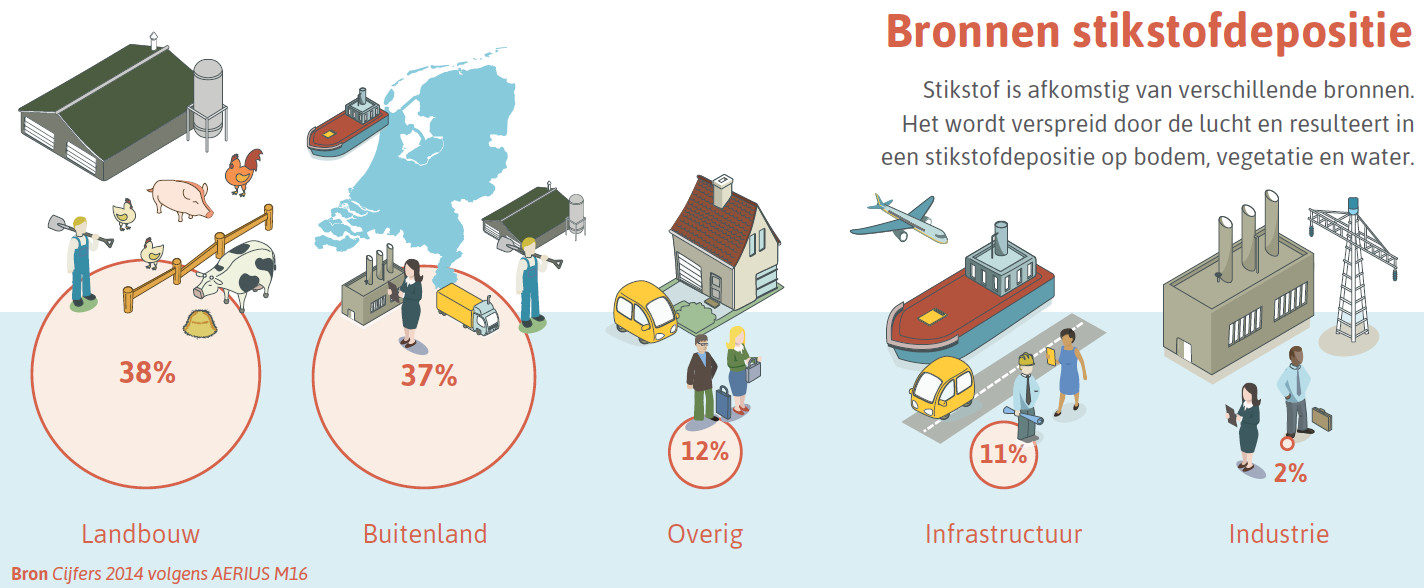 Bronnen stikstofdepositie
Stikstof is afkomstig van verschillende bronnen.
Het wordt verspreid door de lucht en resulteert in
een stikstofdepositie op bodem, vegetatie en water.
38%
37%
12%
11%
2%
Landbouw
Buitenland
Overig
Infrastructuur
Industrie
Bron Cijfers 2014 volgens AERIUS M16